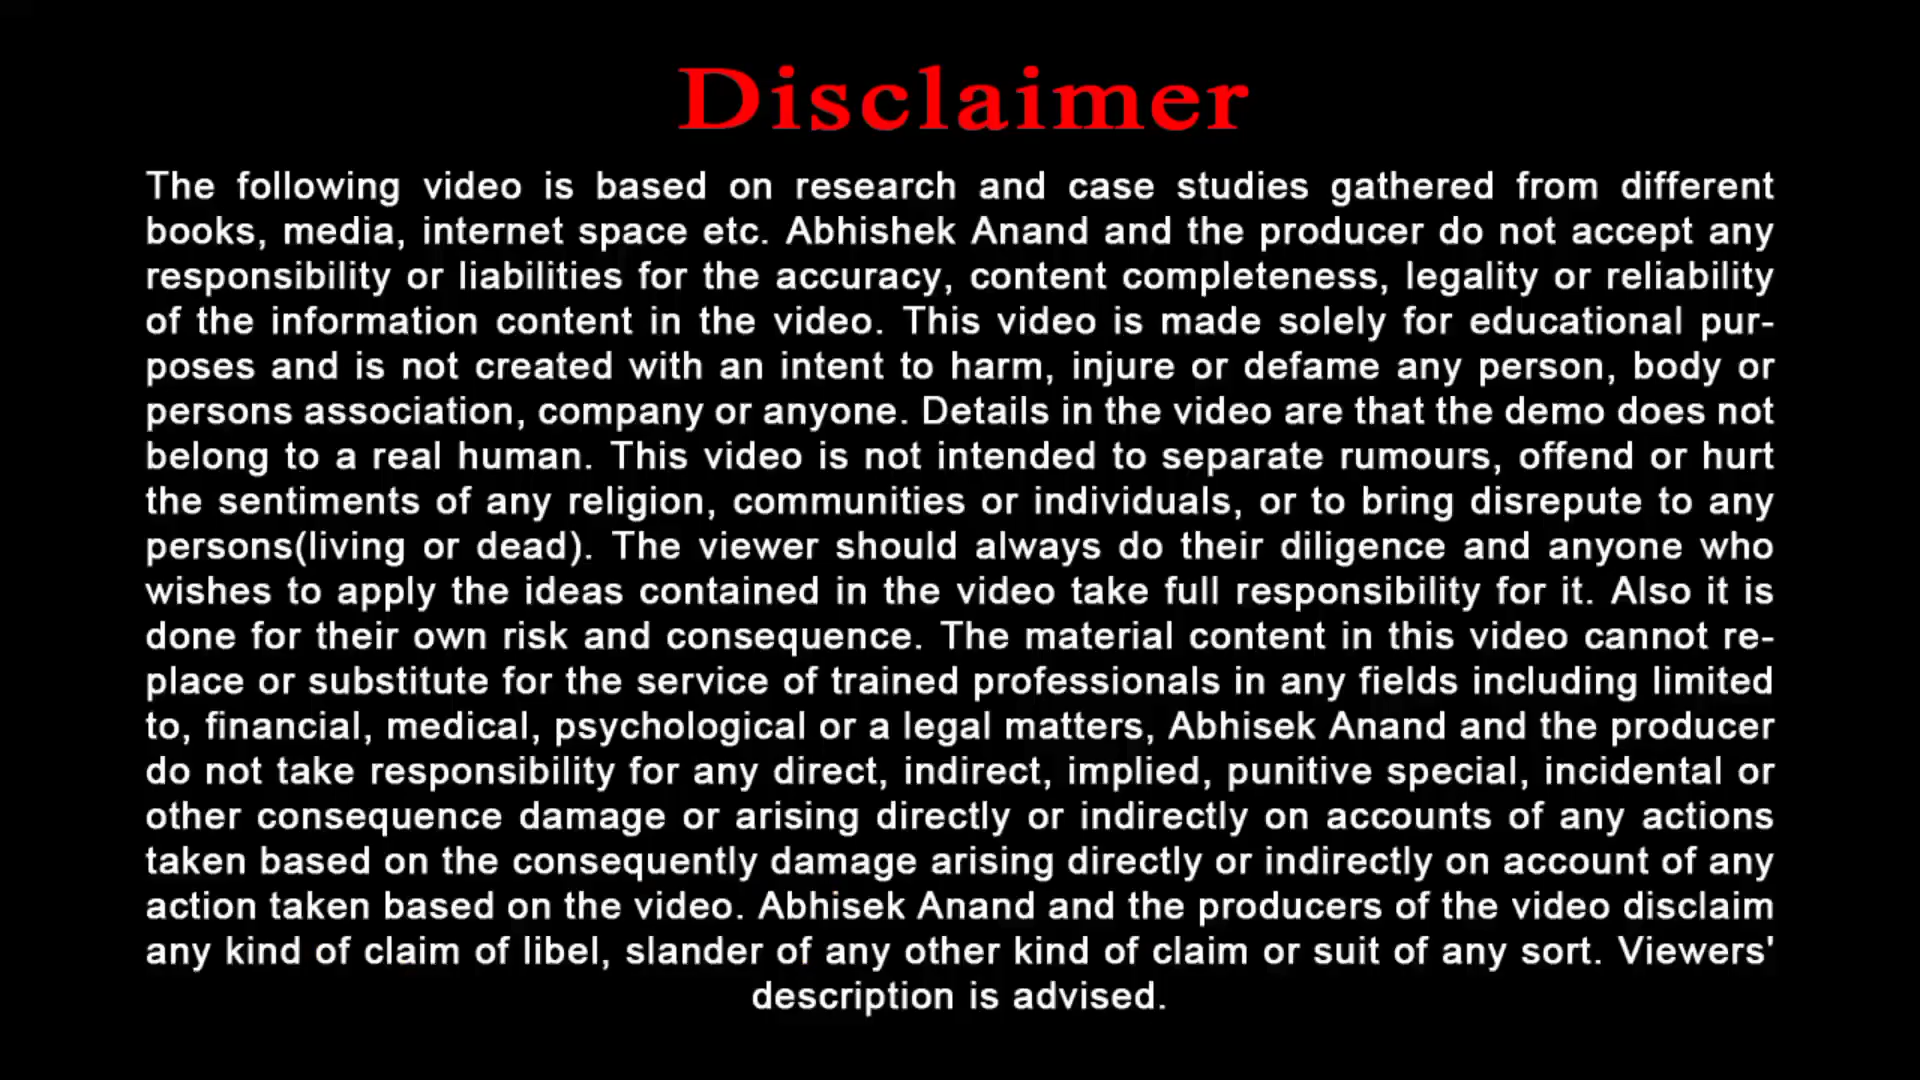 Disclaimer
The following video is based on research and case studies gathered from different
books, media, internet space etc. Abhishek Anand and the producer do not accept any
responsibility or liabilities for the accuracy, content completeness, legality or reliability
of the information content in the video. This video is made solely for educational pur-
poses and is not created with an intent to harm, injure or defame any person, body or
persons association, company or anyone. Details in the video are that the demo does not
belong to a real human. This video is not intended to separate rumours, offend or hurt
the sentiments of any religion, communities or individuals, or to bring disrepute to any
persons(living or dead). The viewer should always do their diligence and anyone who
wishes to apply the ideas contained in the video take full responsibility for it. Also it is
done for their own risk and consequence. The material content in this video cannot re-
place or substitute for the service of trained professionals in any fields including limited
to, financial, medical, psychological or a legal matters, Abhisek Anand and the producer
do not take responsibility for any direct, indirect, implied, punitive special, incidental or
other consequence damage or arising directly or indirectly on accounts of any actions
taken based on the consequently damage arising directly or indirectly on account of any
action taken based on the video. Abhisek Anand and the producers of the video disclaim
any kind of claim of libel, slander of any other kind of claim or suit of any sort. Viewers'
description is advised.